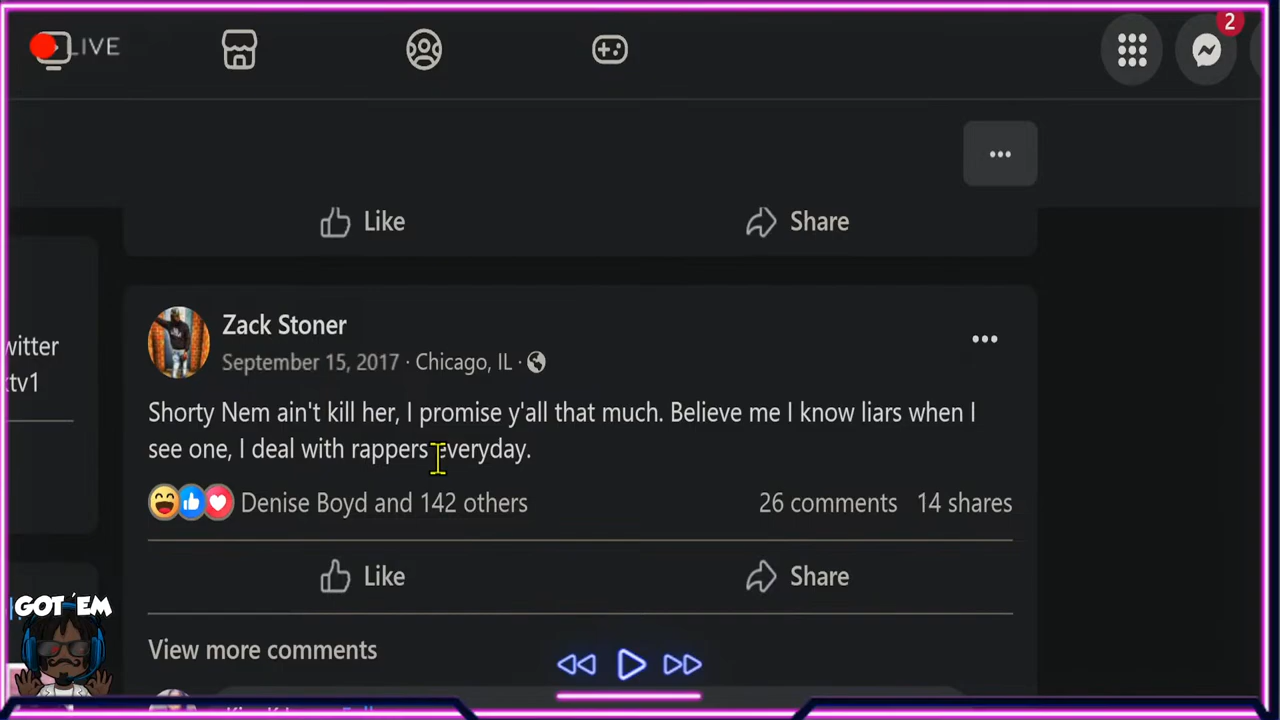 LIVE
2
Like
Share
witter
xtv1
Zack Stoner
September 15, 2017 · Chicago, IL ·
Shorty Nem ain't kill her, I promise y'all that much. Believe me I know liars when I
see one, I deal with rappers everyday.
Denise Boyd and 142 others
26 comments
14 shares
Like
Share
View more comments
GOT 'EM